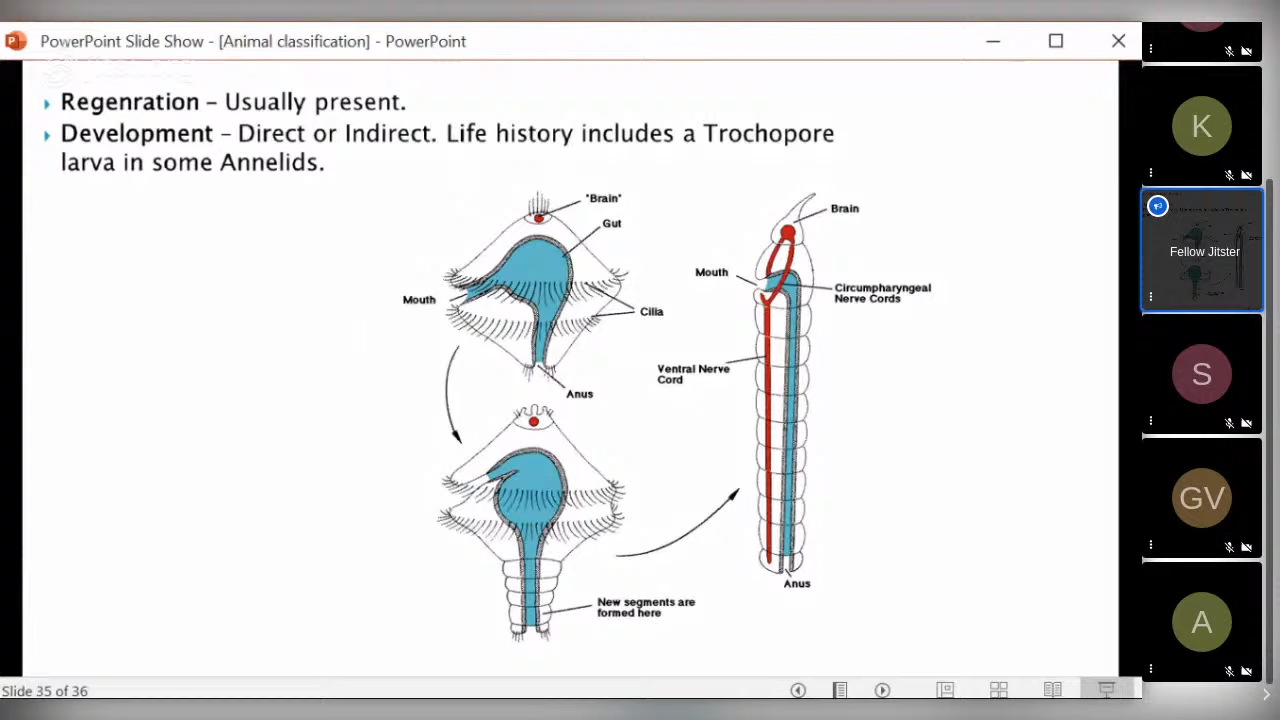 PowerPoint Slide Show - [Animal classification] - PowerPoint
Regenration – Usually present.
Development – Direct or Indirect. Life history includes a Trochopore
larva in some Annelids.
"Brain"
Gut
Mouth
Cilia
Anus
New segments are
formed here
Brain
Mouth
Circumpharyngeal
Nerve Cords
Ventral Nerve
Cord
Anus
Slide 35 of 36
K
Fellow Jitster
S
GV
A